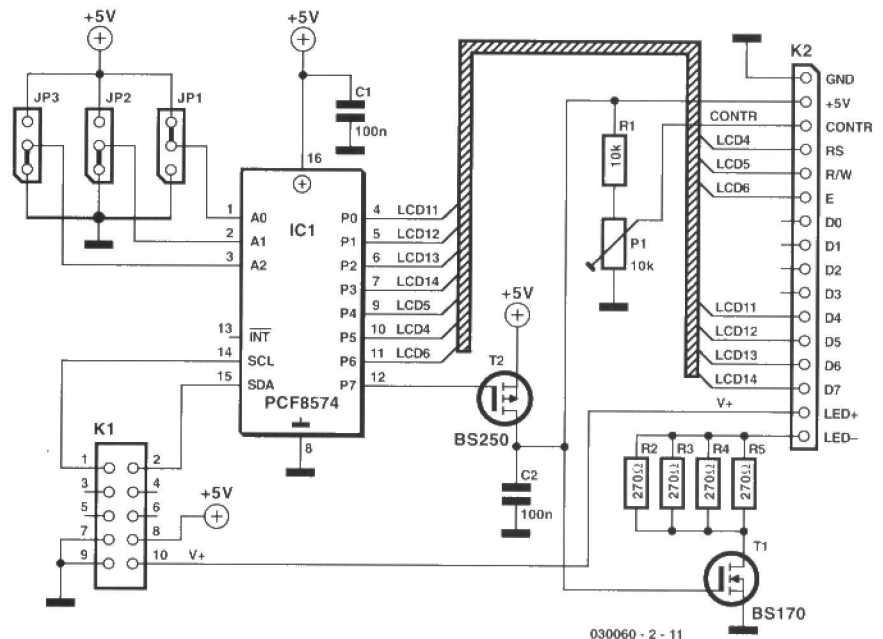 +5V
JP3
JP2
JP1
+5V
C1
100n
16
IC1
PCF8574
1
A0
2
A1
3
A2
13
INT
14
SCL
15
SDA
8
P0
4
LCD11
P1
5
LCD12
P2
6
LCD13
P3
7
LCD14
P4
9
LCD5
P5
10
LCD4
P6
11
LCD6
P7
12
+5V
T2
BS250
C2
100n
K1
1
2
3
4
5
6
7
8
9
10
+5V
V+
R1
10k
P1
10k
CONTR
LCD4
LCD5
LCD6
LCD11
LCD12
LCD13
LCD14
V+
K2
GND
+5V
CONTR
RS
R/W
E
D0
D1
D2
D3
D4
D5
D6
D7
LED+
LED–
R2
R3
R4
R5
270Ω
270Ω
270Ω
270Ω
T1
BS170
030060 - 2 - 11